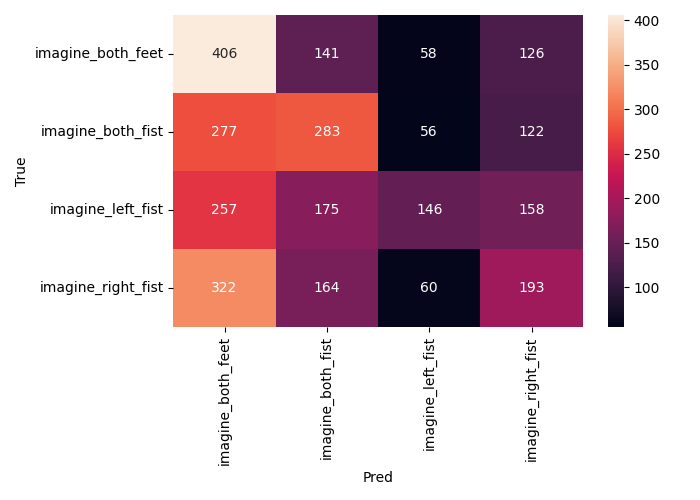 imagine_both_feet 406 141 58 126
imagine_both_fist 277 283 56 122
imagine_left_fist 257 175 146 158
imagine_right_fist 322 164 60 193
True
imagine_both_feet
imagine_both_fist
imagine_left_fist
imagine_right_fist
Pred
400
350
300
250
200
150
100